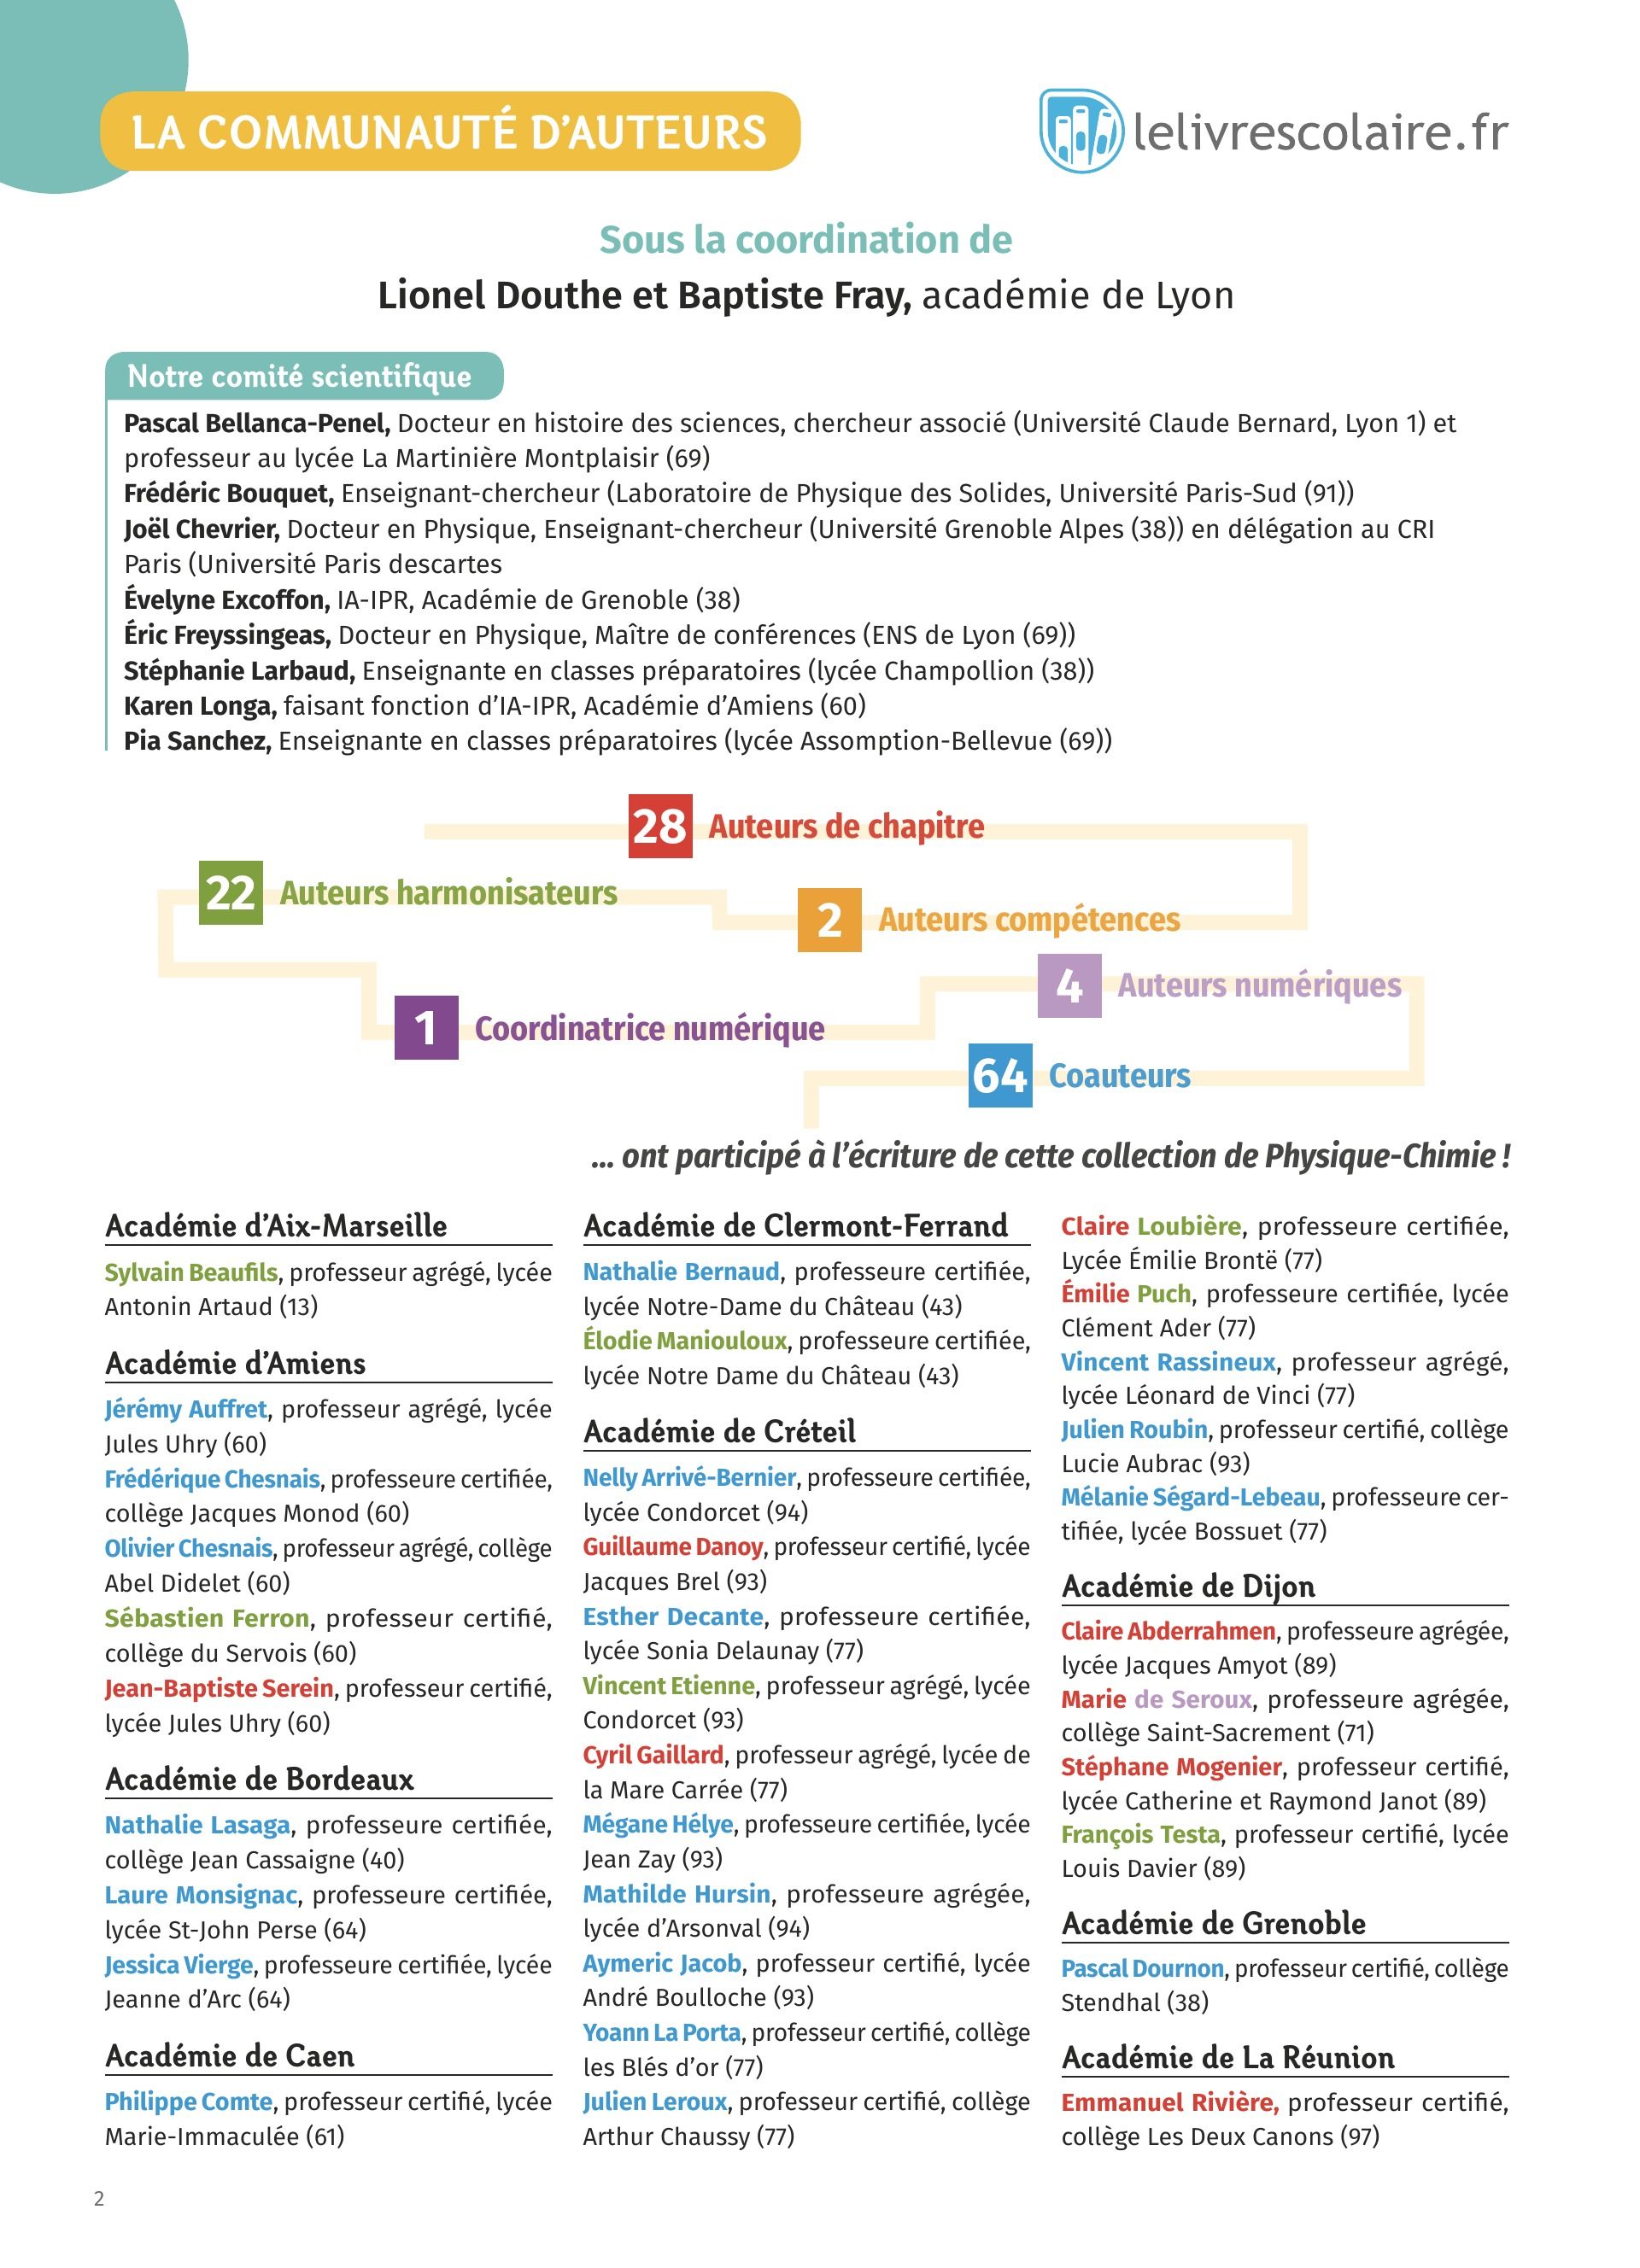 LA COMMUNAUTÉ D'AUTEURS
lelivrescolaire.fr
Sous la coordination de
Lionel Douthe et Baptiste Fray, académie de Lyon
Notre comité scientifique
Pascal Bellanca-Penel, Docteur en histoire des sciences, chercheur associé (Université Claude Bernard, Lyon 1) et
professeur au lycée La Martinière Montplaisir (69)
Frédéric Bouquet, Enseignant-chercheur (Laboratoire de Physique des Solides, Université Paris-Sud (91))
Joël Chevrier, Docteur en Physique, Enseignant-chercheur (Université Grenoble Alpes (38)) en délégation au CRI
Paris (Université Paris descartes
Évelyne Excoffon, IA-IPR, Académie de Grenoble (38)
Éric Freyssingeas, Docteur en Physique, Maître de conférences (ENS de Lyon (69))
Stéphanie Larbaud, Enseignante en classes préparatoires (lycée Champollion (38))
Karen Longa, faisant fonction d'IA-IPR, Académie d'Amiens (60)
Pia Sanchez, Enseignante en classes préparatoires (lycée Assomption-Bellevue (69))
28 Auteurs de chapitre
22 Auteurs harmonisateurs
2 Auteurs compétences
4 Auteurs numériques
1 Coordinatrice numérique
64 Coauteurs
... ont participé à l'écriture de cette collection de Physique-Chimie !
Académie d'Aix-Marseille
Sylvain Beaufils, professeur agrégé, lycée
Antonin Artaud (13)
Académie d'Amiens
Jérémy Auffret, professeur agrégé, lycée
Jules Uhry (60)
Frédérique Chesnais, professeure certifiée,
collège Jacques Monod (60)
Olivier Chesnais, professeur agrégé, collège
Abel Didelet (60)
Sébastien Ferron, professeur certifié,
collège du Servois (60)
Jean-Baptiste Serein, professeur certifié,
lycée Jules Uhry (60)
Académie de Bordeaux
Nathalie Lasaga, professeure certifiée,
collège Jean Cassaigne (40)
Laure Monsignac, professeure certifiée,
lycée St-John Perse (64)
Jessica Vierge, professeure certifiée, lycée
Jeanne d'Arc (64)
Académie de Caen
Philippe Comte, professeur certifié, lycée
Marie-Immaculée (61)
Académie de Clermont-Ferrand
Nathalie Bernaud, professeure certifiée,
lycée Notre-Dame du Château (43)
Élodie Maniouloux, professeure certifiée,
lycée Notre Dame du Château (43)
Académie de Créteil
Nelly Arrivé-Bernier, professeure certifiée,
lycée Condorcet (94)
Guillaume Danoy, professeur certifié, lycée
Jacques Brel (93)
Esther Decante, professeure certifiée,
lycée Sonia Delaunay (77)
Vincent Etienne, professeur agrégé, lycée
Condorcet (93)
Cyril Gaillard, professeur agrégé, lycée de
la Mare Carrée (77)
Mégane Hélye, professeure certifiée, lycée
Jean Zay (93)
Mathilde Hursin, professeure agrégée,
lycée d'Arsonval (94)
Aymeric Jacob, professeur certifié, lycée
André Boulloche (93)
Yoann La Porta, professeur certifié, collège
les Blés d'or (77)
Julien Leroux, professeur certifié, collège
Arthur Chaussy (77)
Claire Loubière, professeure certifiée,
Lycée Émilie Brontë (77)
Émilie Puch, professeure certifiée, lycée
Clément Ader (77)
Vincent Rassineux, professeur agrégé,
lycée Léonard de Vinci (77)
Julien Roubin, professeur certifié, collège
Lucie Aubrac (93)
Mélanie Ségard-Lebeau, professeure cer-
tifiée, lycée Bossuet (77)
Académie de Dijon
Claire Abderrahmen, professeure agrégée,
lycée Jacques Amyot (89)
Marie de Seroux, professeure agrégée,
collège Saint-Sacrement (71)
Stéphane Mogenier, professeur certifié,
lycée Catherine et Raymond Janot (89)
François Testa, professeur certifié, lycée
Louis Davier (89)
Académie de Grenoble
Pascal Dournon, professeur certifié, collège
Stendhal (38)
Académie de La Réunion
Emmanuel Rivière, professeur certifié,
collège Les Deux Canons (97)
2